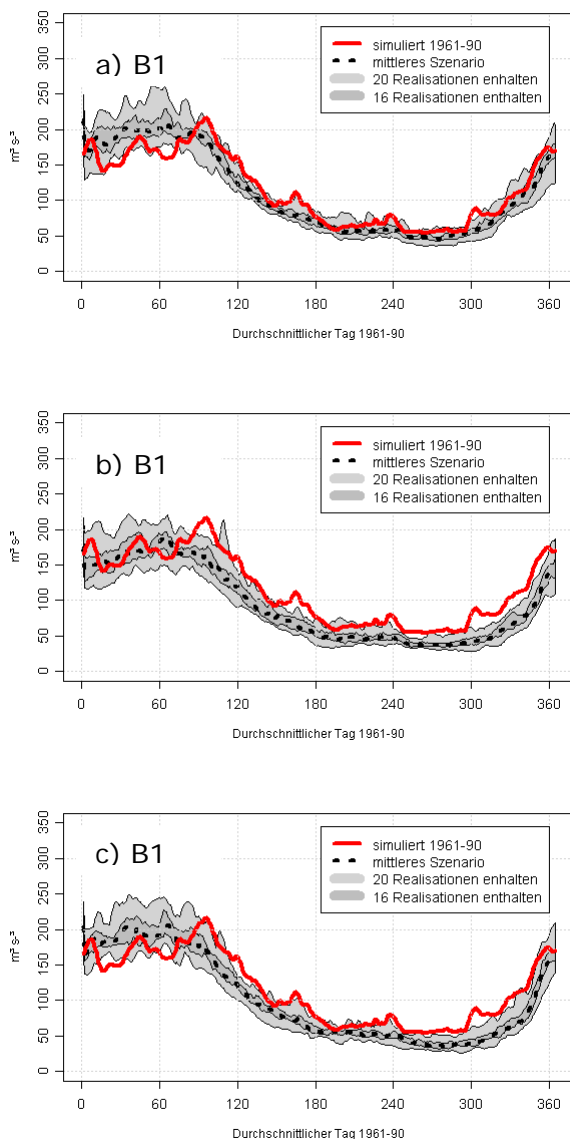 a) B1
simuliert 1961-90
mittleres Szenario
20 Realisationen enhalten
16 Realisationen enthalten
m³ s-³
350
300
250
200
150
100
50
0
0 60 120 180 240 300 360
Durchschnittlicher Tag 1961-90
b) B1
simuliert 1961-90
mittleres Szenario
20 Realisationen enhalten
16 Realisationen enthalten
m³ s-³
350
300
250
200
150
100
50
0
0 60 120 180 240 300 360
Durchschnittlicher Tag 1961-90
c) B1
simuliert 1961-90
mittleres Szenario
20 Realisationen enhalten
16 Realisationen enthalten
m³ s-³
350
300
250
200
150
100
50
0
0 60 120 180 240 300 360
Durchschnittlicher Tag 1961-90